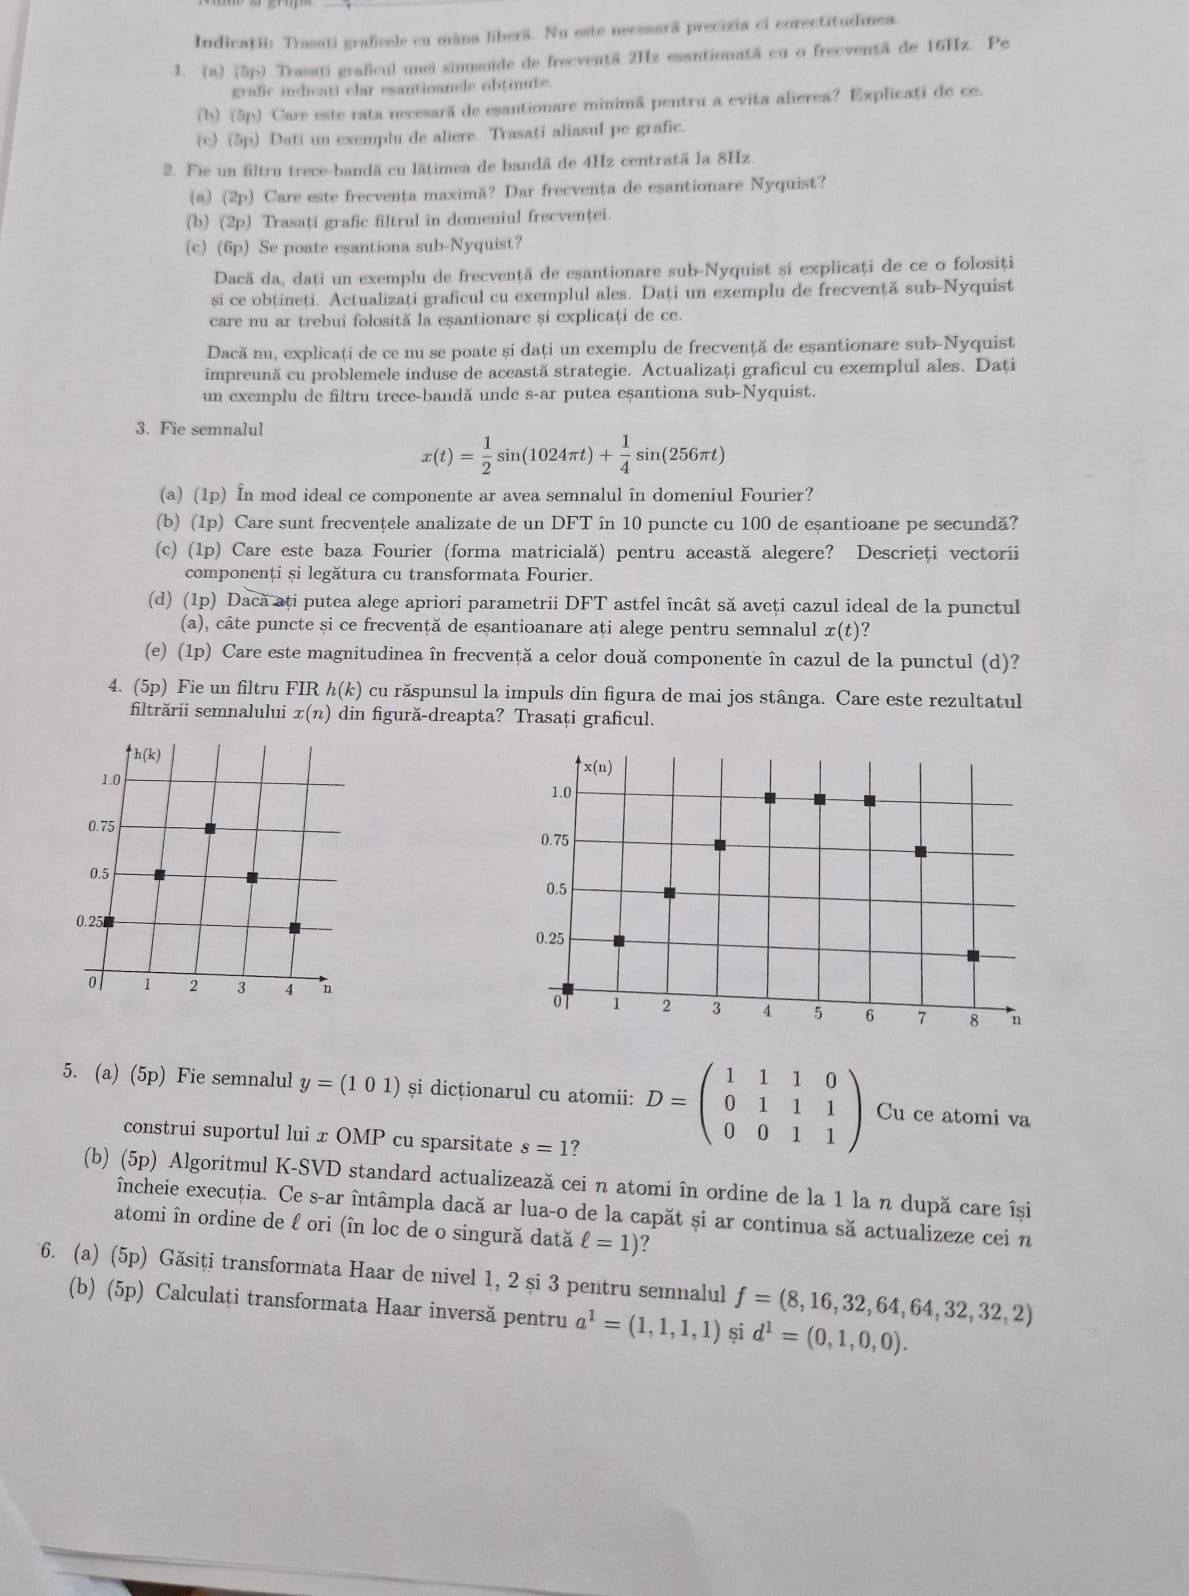 Nume și grupa:
Indicații: Trasați graficele cu mâna liberă. Nu este necesară precizia ci corectitudinea.
1. (a) (5p) Trasați graficul unei sinusoide de frecvență 2Hz eșantionată cu o frecvență de 16Hz. Pe
grafic indicați clar eșantioanele obținute.
(b) (5p) Care este rata necesară de eșantionare minimă pentru a evita alierea? Explicați de ce.
(c) (5p) Dați un exemplu de aliere. Trasați aliasul pe grafic.
2. Fie un filtru trece-bandă cu lățimea de bandă de 4Hz centrată la 8Hz.
(a) (2p) Care este frecvența maximă? Dar frecvența de eșantionare Nyquist?
(b) (2p) Trasați grafic filtrul în domeniul frecvenței.
(c) (6p) Se poate eșantiona sub-Nyquist?
Dacă da, dați un exemplu de frecvență de eșantionare sub-Nyquist și explicați de ce o folosiți
și ce obțineți. Actualizați graficul cu exemplul ales. Dați un exemplu de frecvență sub-Nyquist
care nu ar trebui folosită la eșantionare și explicați de ce.
Dacă nu, explicați de ce nu se poate și dați un exemplu de frecvență de eșantionare sub-Nyquist
împreună cu problemele induse de această strategie. Actualizați graficul cu exemplul ales. Dați
un exemplu de filtru trece-bandă unde s-ar putea eșantiona sub-Nyquist.
3. Fie semnalul
x(t) = 1/2 sin(1024πt) + 1/4 sin(256πt)
(a) (1p) În mod ideal ce componente ar avea semnalul în domeniul Fourier?
(b) (1p) Care sunt frecvențele analizate de un DFT în 10 puncte cu 100 de eșantioane pe secundă?
(c) (1p) Care este baza Fourier (forma matricială) pentru această alegere? Descrieți vectorii
componenți și legătura cu transformata Fourier.
(d) (1p) Dacă ați putea alege apriori parametrii DFT astfel încât să aveți cazul ideal de la punctul
(a), câte puncte și ce frecvență de eșantioanare ați alege pentru semnalul x(t)?
(e) (1p) Care este magnitudinea în frecvență a celor două componente în cazul de la punctul (d)?
4. (5p) Fie un filtru FIR h(k) cu răspunsul la impuls din figura de mai jos stânga. Care este rezultatul
filtrării semnalului x(n) din figură-dreapta? Trasați graficul.
h(k)
1.0
0.75
0.5
0.25
0 1 2 3 4 n
x(n)
1.0
0.75
0.5
0.25
0 1 2 3 4 5 6 7 8 n
5. (a) (5p) Fie semnalul y = (1 0 1) și dicționarul cu atomii: D = ( 1 1 1 0
0 1 1 1
0 0 1 1 ) Cu ce atomi va
construi suportul lui x OMP cu sparsitate s = 1?
(b) (5p) Algoritmul K-SVD standard actualizează cei n atomi în ordine de la 1 la n după care își
încheie execuția. Ce s-ar întâmpla dacă ar lua-o de la capăt și ar continua să actualizeze cei n
atomi în ordine de ℓ ori (în loc de o singură dată ℓ = 1)?
6. (a) (5p) Găsiți transformata Haar de nivel 1, 2 și 3 pentru semnalul f = (8, 16, 32, 64, 64, 32, 32, 2)
(b) (5p) Calculați transformata Haar inversă pentru a¹ = (1, 1, 1, 1) și d¹ = (0, 1, 0, 0).